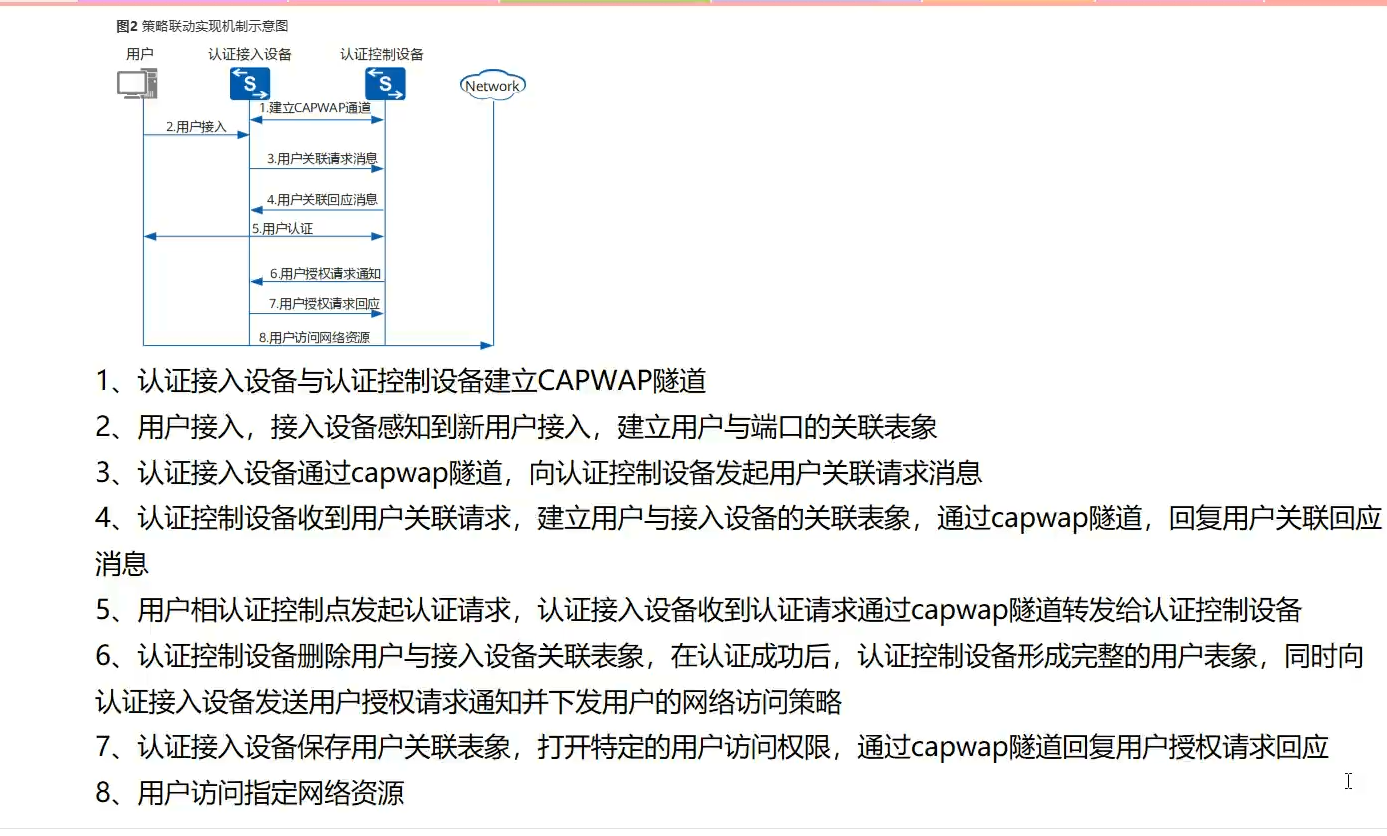 图2 策略联动实现机制示意图
用户 认证接入设备 认证控制设备
S S Network
1.建立CAPWAP通道
2.用户接入
3.用户关联请求消息
4.用户关联回应消息
5.用户认证
6.用户授权请求通知
7.用户授权请求回应
8.用户访问网络资源
1、认证接入设备与认证控制设备建立CAPWAP隧道
2、用户接入，接入设备感知到新用户接入，建立用户与端口的关联表象
3、认证接入设备通过capwap隧道，向认证控制设备发起用户关联请求消息
4、认证控制设备收到用户关联请求，建立用户与接入设备的关联表象，通过capwap隧道，回复用户关联回应
消息
5、用户相认证控制点发起认证请求，认证接入设备收到认证请求通过capwap隧道转发给认证控制设备
6、认证控制设备删除用户与接入设备关联表象，在认证成功后，认证控制设备形成完整的用户表象，同时向
认证接入设备发送用户授权请求通知并下发用户的网络访问策略
7、认证接入设备保存用户关联表象，打开特定的用户访问权限，通过capwap隧道回复用户授权请求回应
8、用户访问指定网络资源